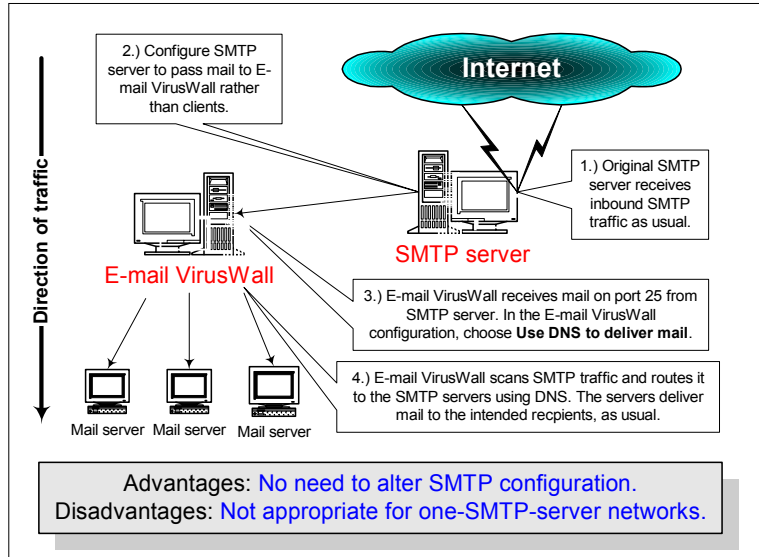 2.) Configure SMTP
server to pass mail to E-
mail VirusWall rather
than clients.
Internet
1.) Original SMTP
server receives
inbound SMTP
traffic as usual.
Direction of traffic
SMTP server
E-mail VirusWall
3.) E-mail VirusWall receives mail on port 25 from
SMTP server. In the E-mail VirusWall
configuration, choose Use DNS to deliver mail.
4.) E-mail VirusWall scans SMTP traffic and routes it
to the SMTP servers using DNS. The servers deliver
mail to the intended recpients, as usual.
Mail server
Mail server
Mail server
Advantages: No need to alter SMTP configuration.
Disadvantages: Not appropriate for one-SMTP-server networks.